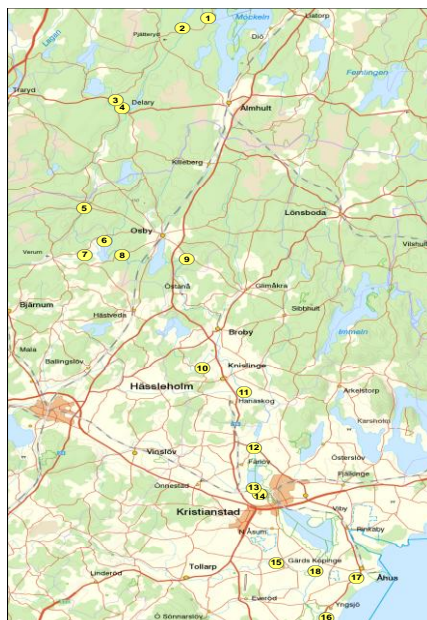 1
Möckeln
Liatorp
2
Pjätteryd
Diö
Lagan
Femlingen
Traryd
3
Delary
4
Älmhult
Killeberg
5
Lönsboda
Osby
6
Verum
7
8
9
Vilshult
Östanå
Glimåkra
Bjärnum
Hästveda
Sibbhult
Immeln
Broby
Mala
Ballingslöv
10
Knislinge
Hässleholm
11
Hanaskog
Arkelstorp
Karsholm
12
Vinslöv
Österslöv
Färlöv
Fjälkinge
Önnestad
13
14
Kristianstad
Viby
N Åsum
Rinkaby
15
Gärds Köpinge
18
17
Åhus
Tollarp
Linderöd
Everöd
Yngsjö
Ö Sönnarslöv
16